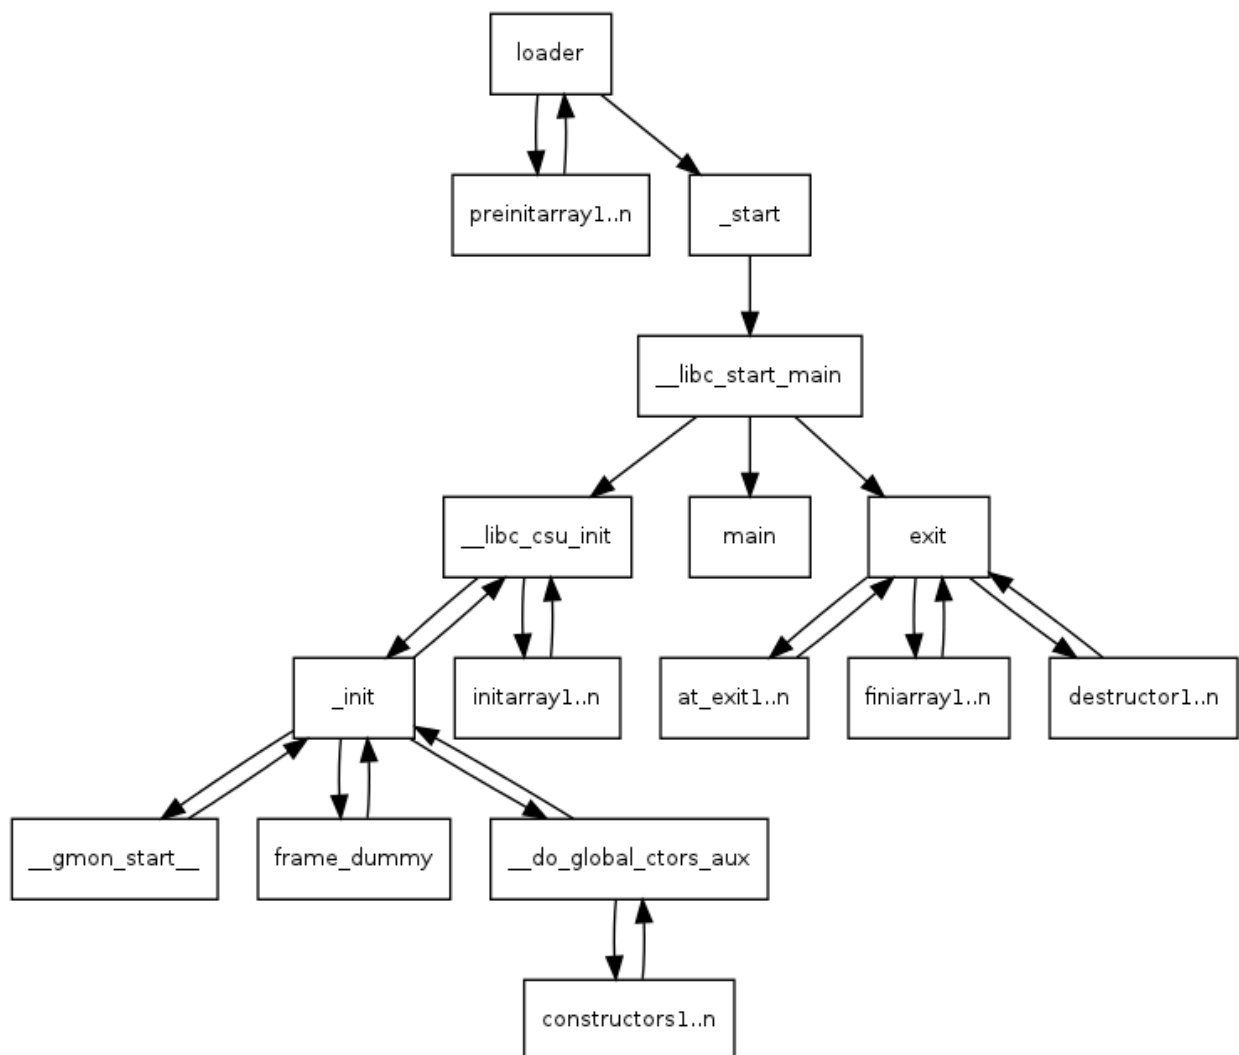 loader
preinitarray1..n
_start
__libc_start_main
__libc_csu_init
main
exit
_init
initarray1..n
at_exit1..n
finiarray1..n
destructor1..n
__gmon_start__
frame_dummy
__do_global_ctors_aux
constructors1..n